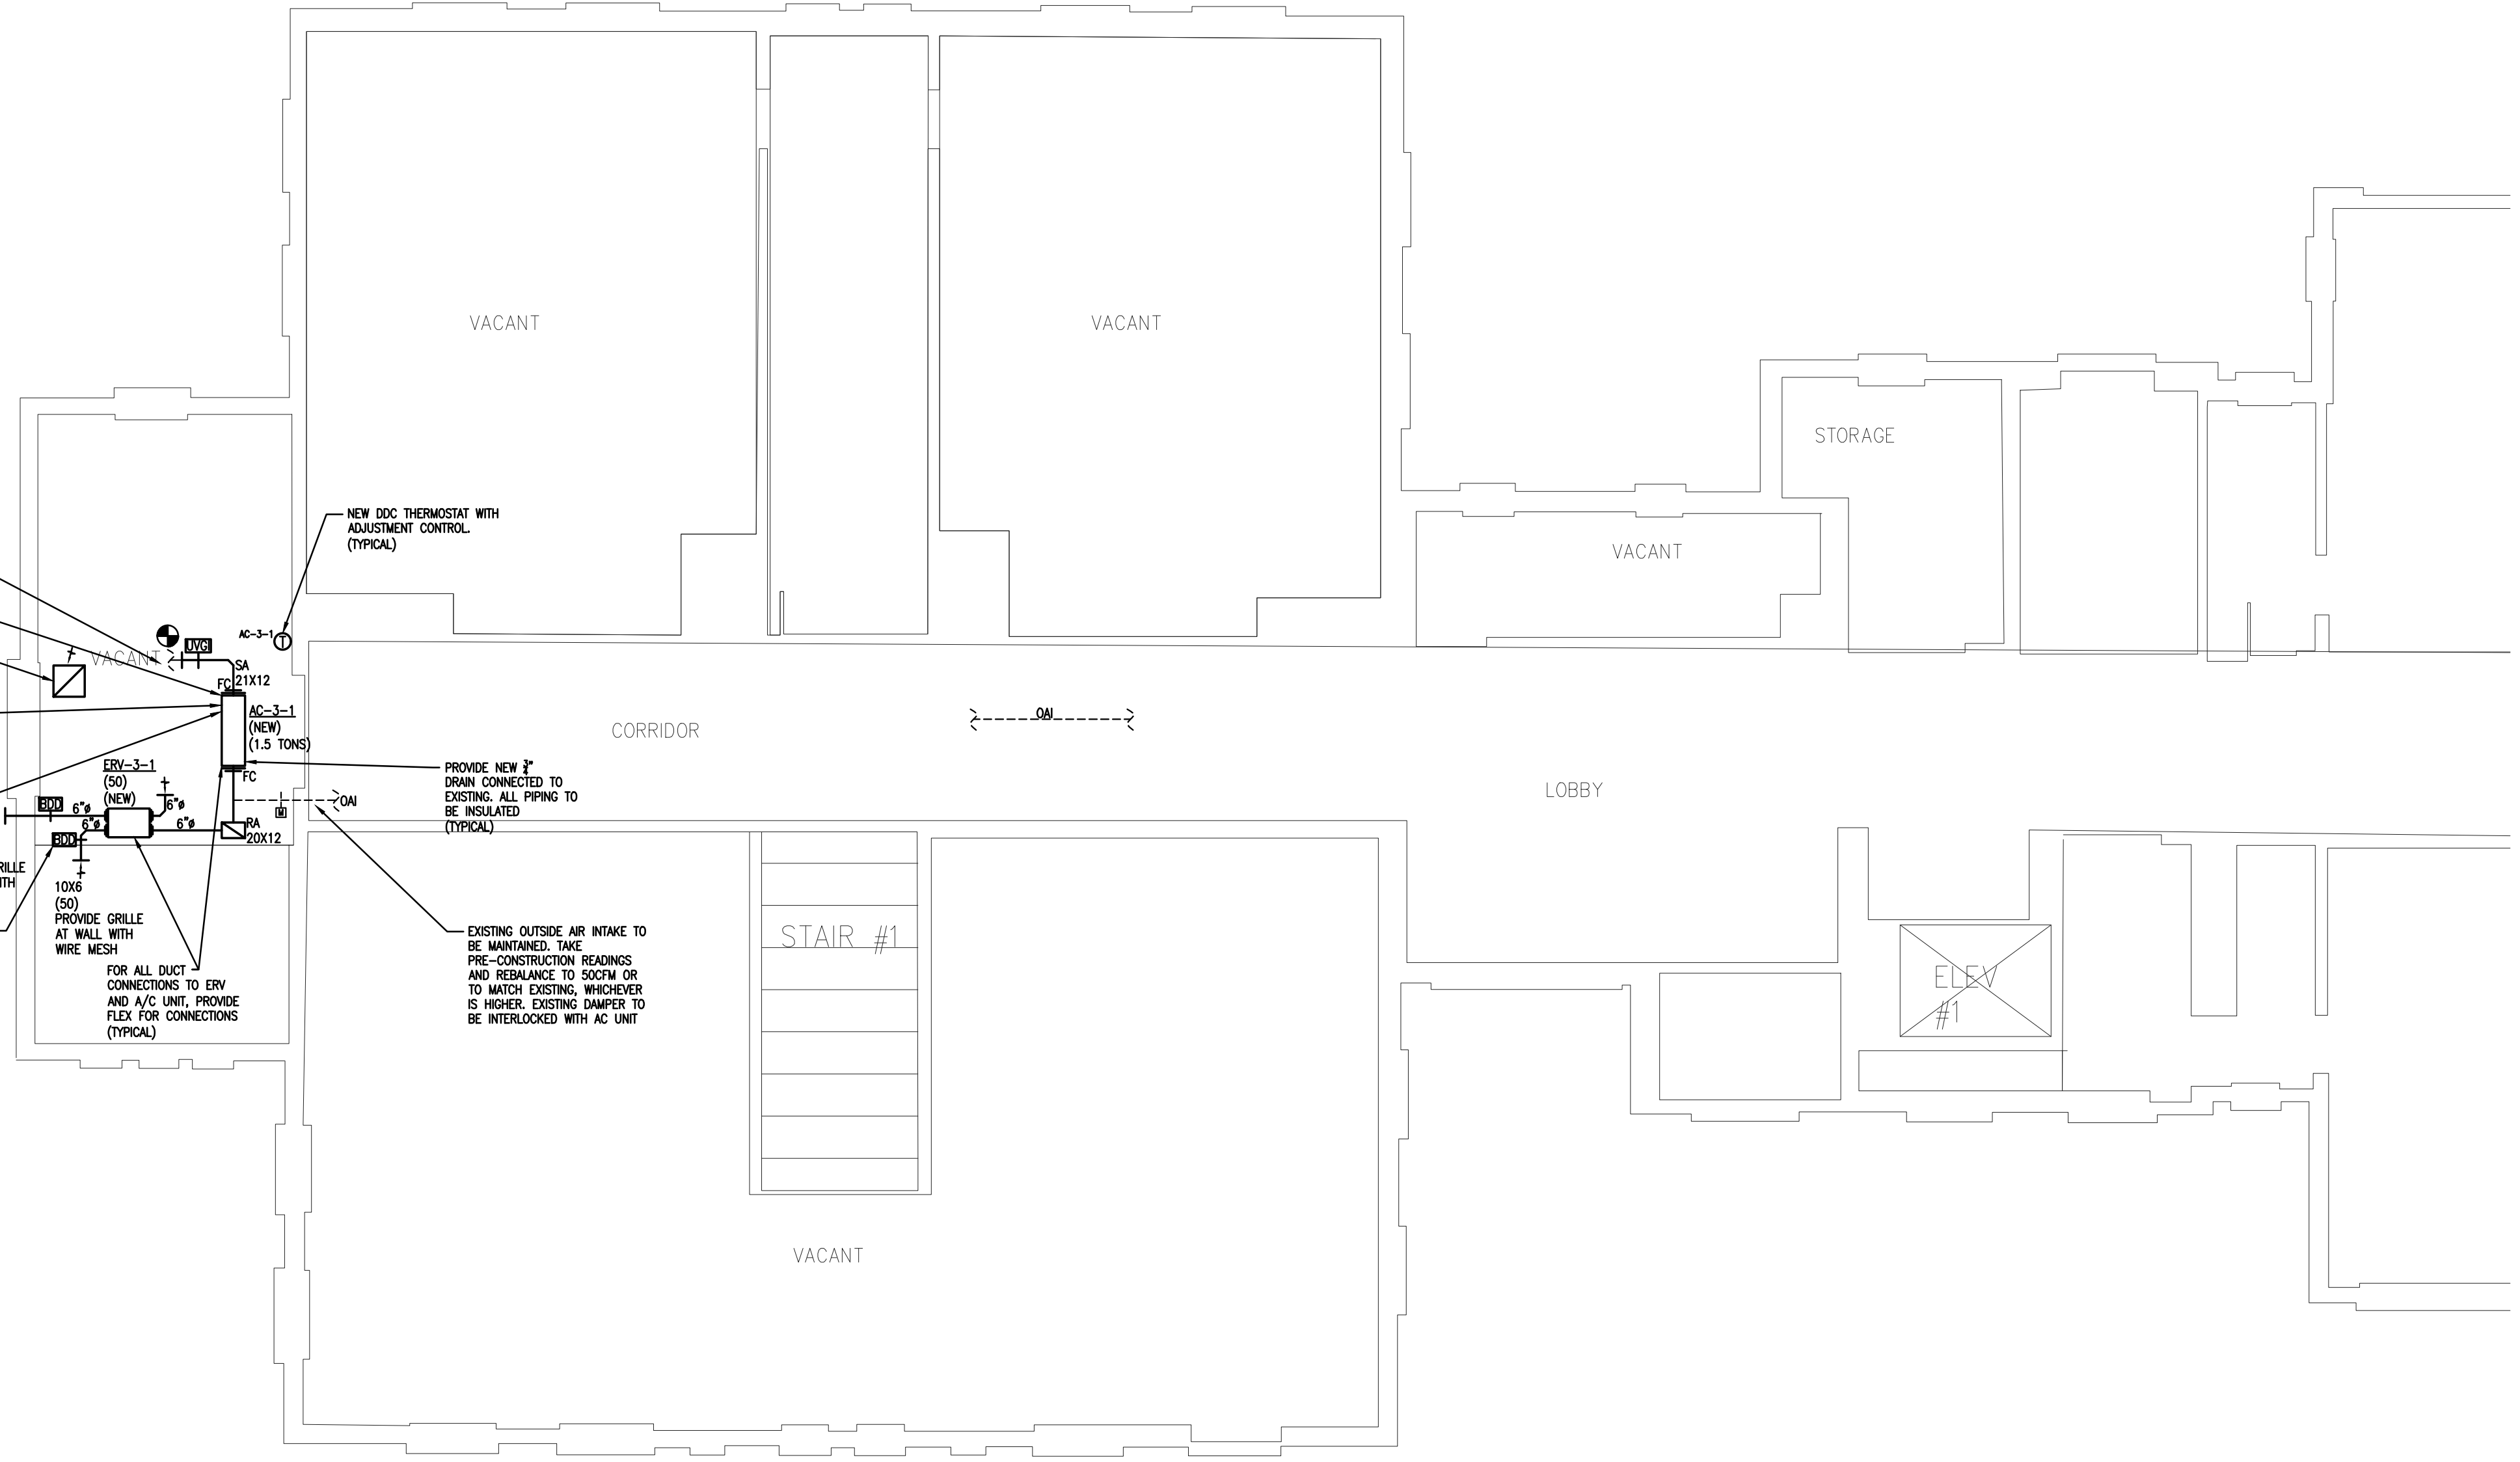 VACANT
VACANT
STORAGE
NEW DDC THERMOSTAT WITH
ADJUSTMENT CONTROL.
(TYPICAL)
VACANT
AC-3-1
T
UVGI
VACANT
SA
21X12
FC
AC-3-1
(NEW)
(1.5 TONS)
OAI
CORRIDOR
PROVIDE NEW 3/4"
DRAIN CONNECTED TO
EXISTING. ALL PIPING TO
BE INSULATED
(TYPICAL)
LOBBY
ERV-3-1
(50)
(NEW)
FC
BDD
6"ø
6"ø
6"ø
6"ø
M
OAI
RA
20X12
BDD
RILLE
ITH
10X6
(50)
PROVIDE GRILLE
AT WALL WITH
WIRE MESH
FOR ALL DUCT
CONNECTIONS TO ERV
AND A/C UNIT, PROVIDE
FLEX FOR CONNECTIONS
(TYPICAL)
EXISTING OUTSIDE AIR INTAKE TO
BE MAINTAINED. TAKE
PRE-CONSTRUCTION READINGS
AND REBALANCE TO 50CFM OR
TO MATCH EXISTING, WHICHEVER
IS HIGHER. EXISTING DAMPER TO
BE INTERLOCKED WITH AC UNIT
STAIR #1
ELEV
#1
VACANT